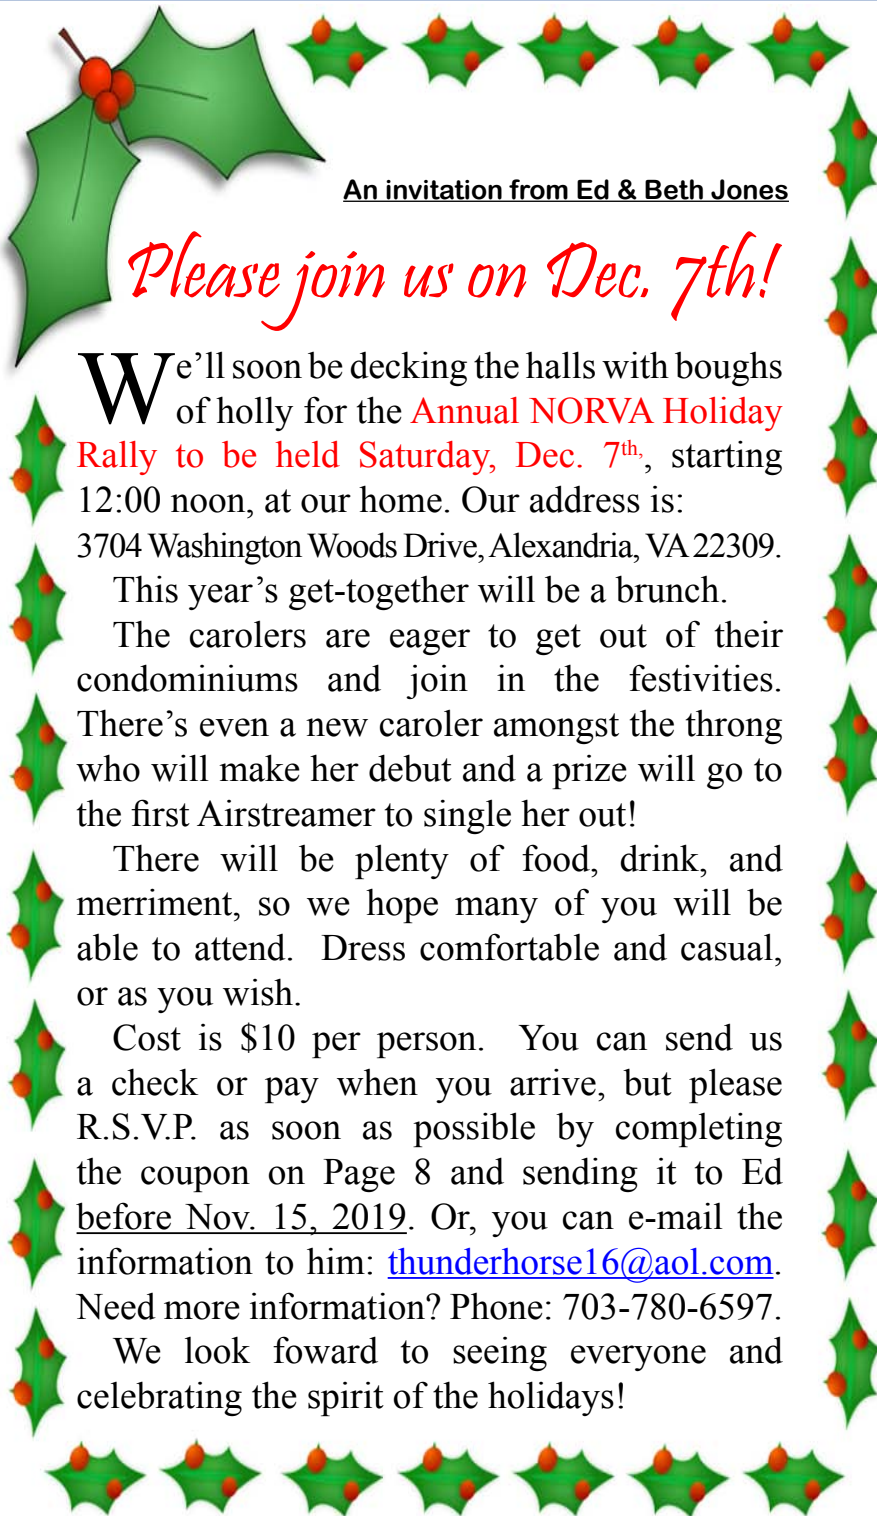 An invitation from Ed & Beth Jones
Please join us on Dec. 7th!
We’ll soon be decking the halls with boughs
of holly for the Annual NORVA Holiday
Rally to be held Saturday, Dec. 7th,, starting
12:00 noon, at our home. Our address is:
3704 Washington Woods Drive, Alexandria, VA 22309.
This year’s get-together will be a brunch.
The carolers are eager to get out of their
condominiums and join in the festivities.
There’s even a new caroler amongst the throng
who will make her debut and a prize will go to
the first Airstreamer to single her out!
There will be plenty of food, drink, and
merriment, so we hope many of you will be
able to attend.  Dress comfortable and casual,
or as you wish.
Cost is $10 per person.  You can send us
a check or pay when you arrive, but please
R.S.V.P. as soon as possible by completing
the coupon on Page 8 and sending it to Ed
before Nov. 15, 2019. Or, you can e-mail the
information to him: thunderhorse16@aol.com.
Need more information? Phone: 703-780-6597.
We look foward to seeing everyone and
celebrating the spirit of the holidays!